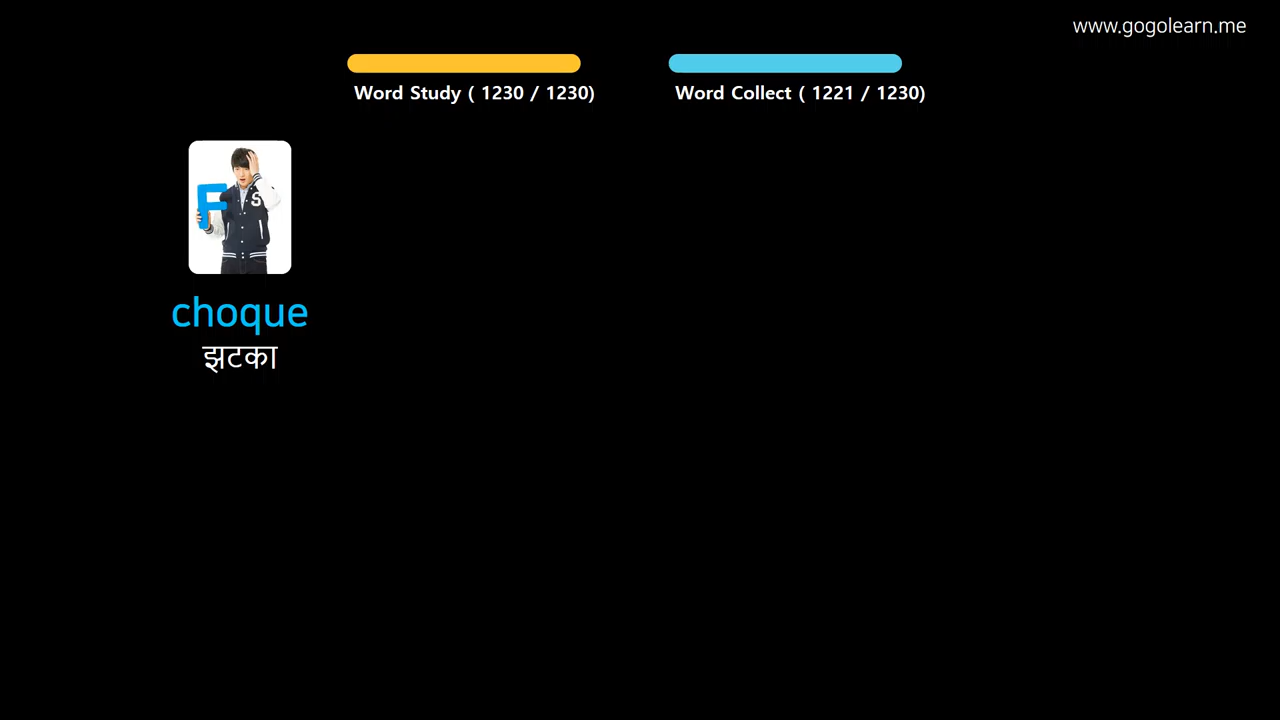 www.gogolearn.me
Word Study ( 1230 / 1230)
Word Collect ( 1221 / 1230)
F
S
choque
झटका